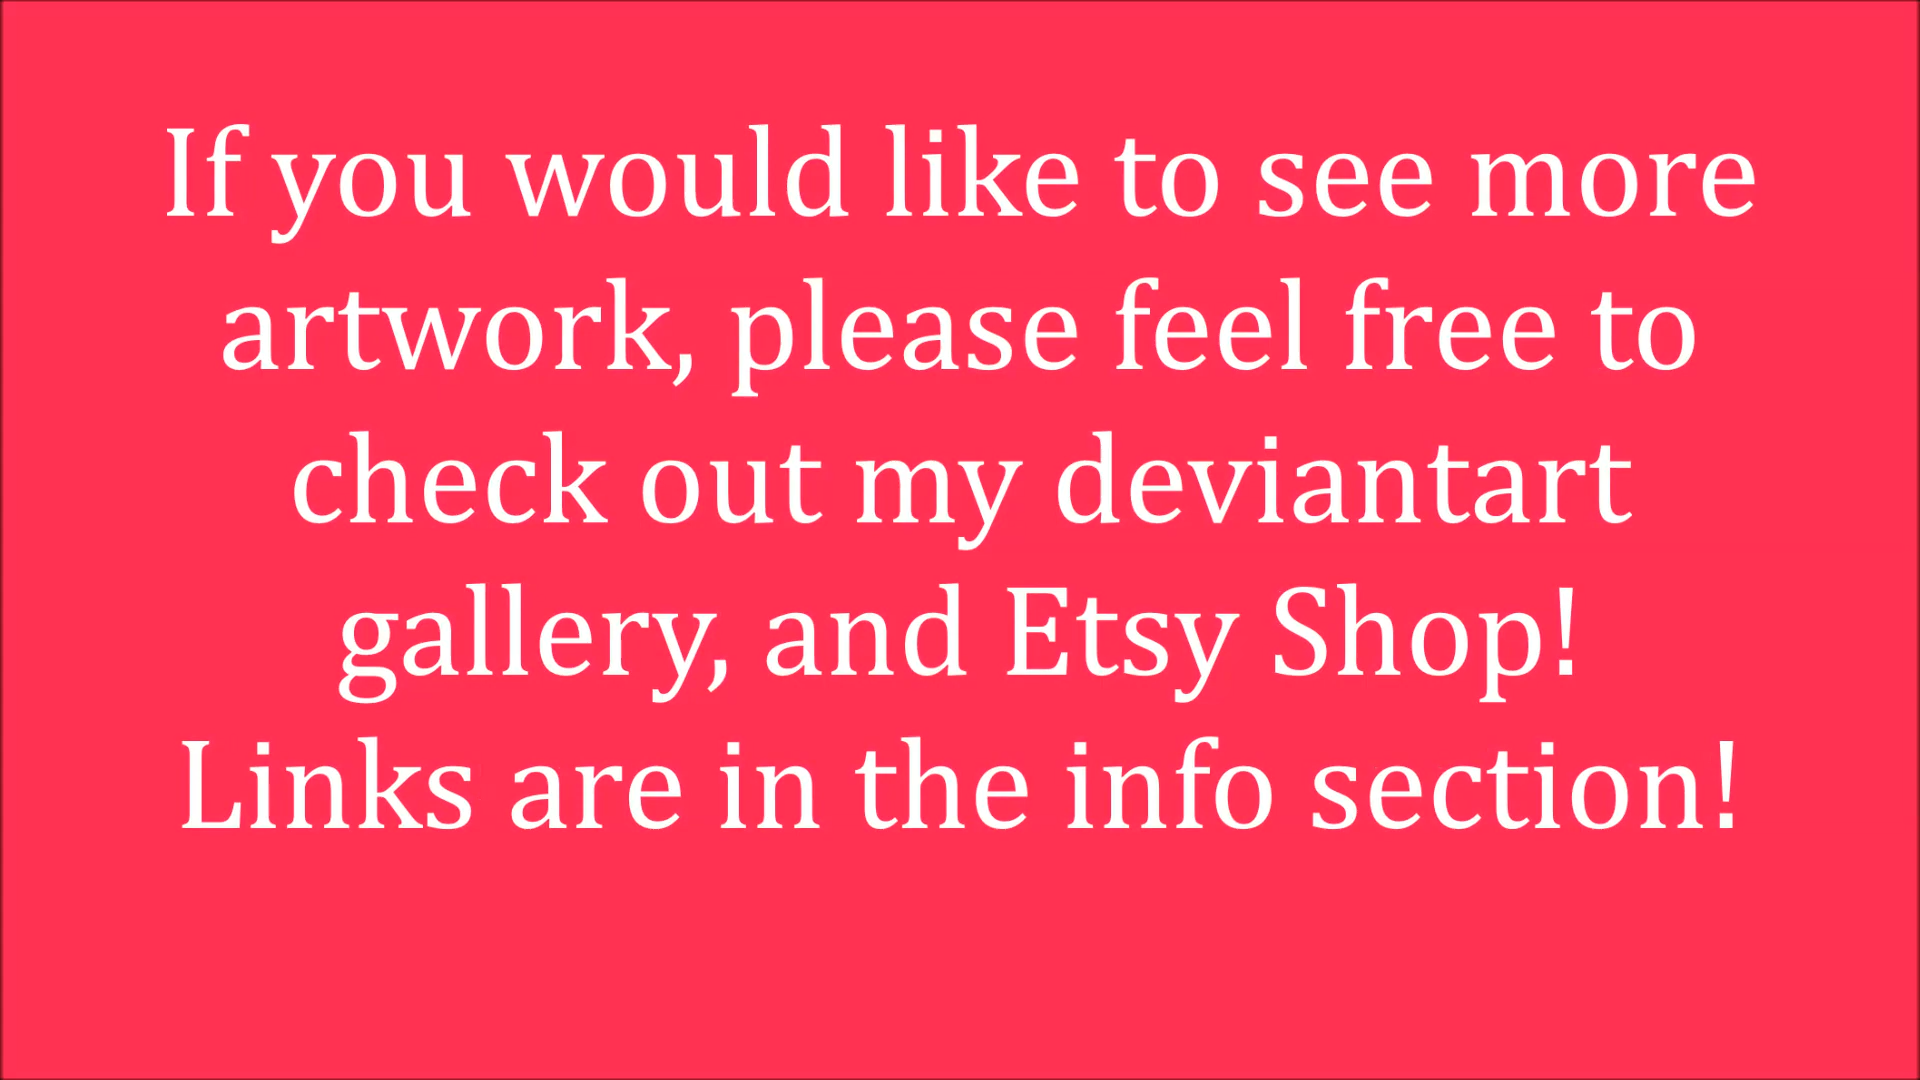 If you would like to see more
artwork, please feel free to
check out my deviantart
gallery, and Etsy Shop!
Links are in the info section!